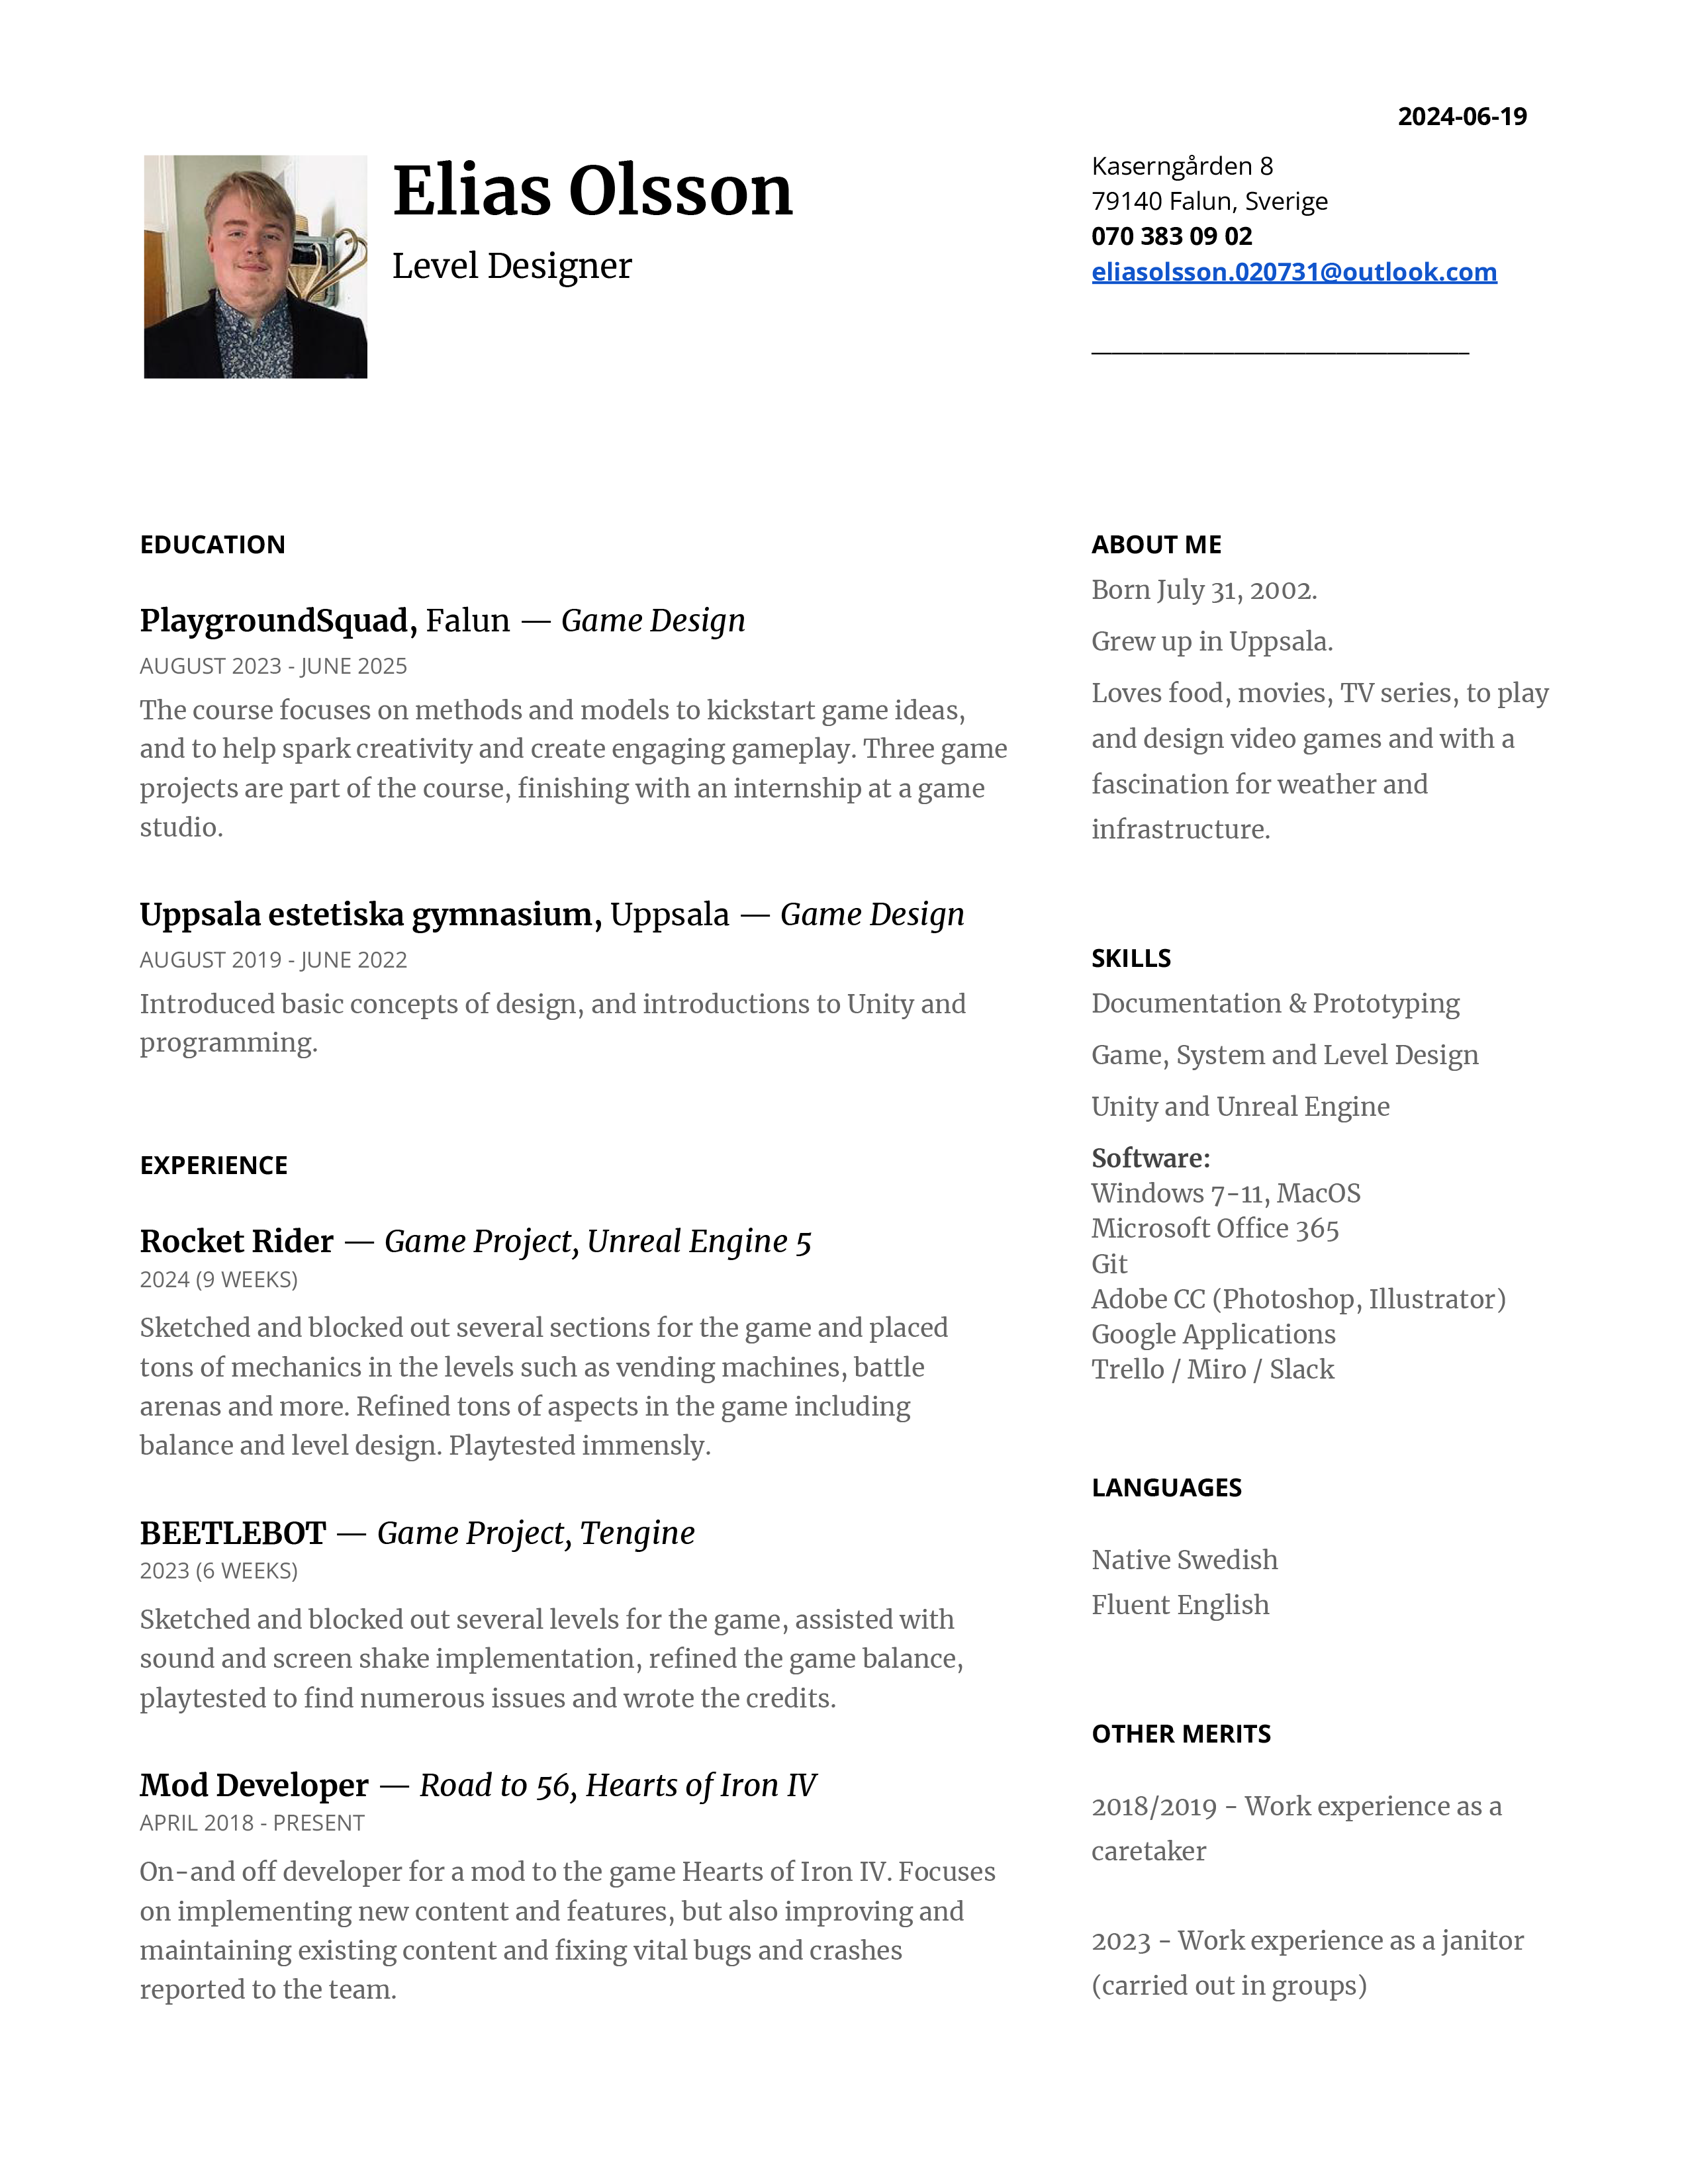 2024-06-19
Elias Olsson
Level Designer
Kaserngården 8
79140 Falun, Sverige
070 383 09 02
eliasolsson.020731@outlook.com
EDUCATION
PlaygroundSquad, Falun — Game Design
AUGUST 2023 - JUNE 2025
The course focuses on methods and models to kickstart game ideas,
and to help spark creativity and create engaging gameplay. Three game
projects are part of the course, finishing with an internship at a game
studio.
Uppsala estetiska gymnasium, Uppsala — Game Design
AUGUST 2019 - JUNE 2022
Introduced basic concepts of design, and introductions to Unity and
programming.
EXPERIENCE
Rocket Rider — Game Project, Unreal Engine 5
2024 (9 WEEKS)
Sketched and blocked out several sections for the game and placed
tons of mechanics in the levels such as vending machines, battle
arenas and more. Refined tons of aspects in the game including
balance and level design. Playtested immensly.
BEETLEBOT — Game Project, Tengine
2023 (6 WEEKS)
Sketched and blocked out several levels for the game, assisted with
sound and screen shake implementation, refined the game balance,
playtested to find numerous issues and wrote the credits.
Mod Developer — Road to 56, Hearts of Iron IV
APRIL 2018 - PRESENT
On-and off developer for a mod to the game Hearts of Iron IV. Focuses
on implementing new content and features, but also improving and
maintaining existing content and fixing vital bugs and crashes
reported to the team.
ABOUT ME
Born July 31, 2002.
Grew up in Uppsala.
Loves food, movies, TV series, to play
and design video games and with a
fascination for weather and
infrastructure.
SKILLS
Documentation & Prototyping
Game, System and Level Design
Unity and Unreal Engine
Software:
Windows 7-11, MacOS
Microsoft Office 365
Git
Adobe CC (Photoshop, Illustrator)
Google Applications
Trello / Miro / Slack
LANGUAGES
Native Swedish
Fluent English
OTHER MERITS
2018/2019 - Work experience as a
caretaker
2023 - Work experience as a janitor
(carried out in groups)